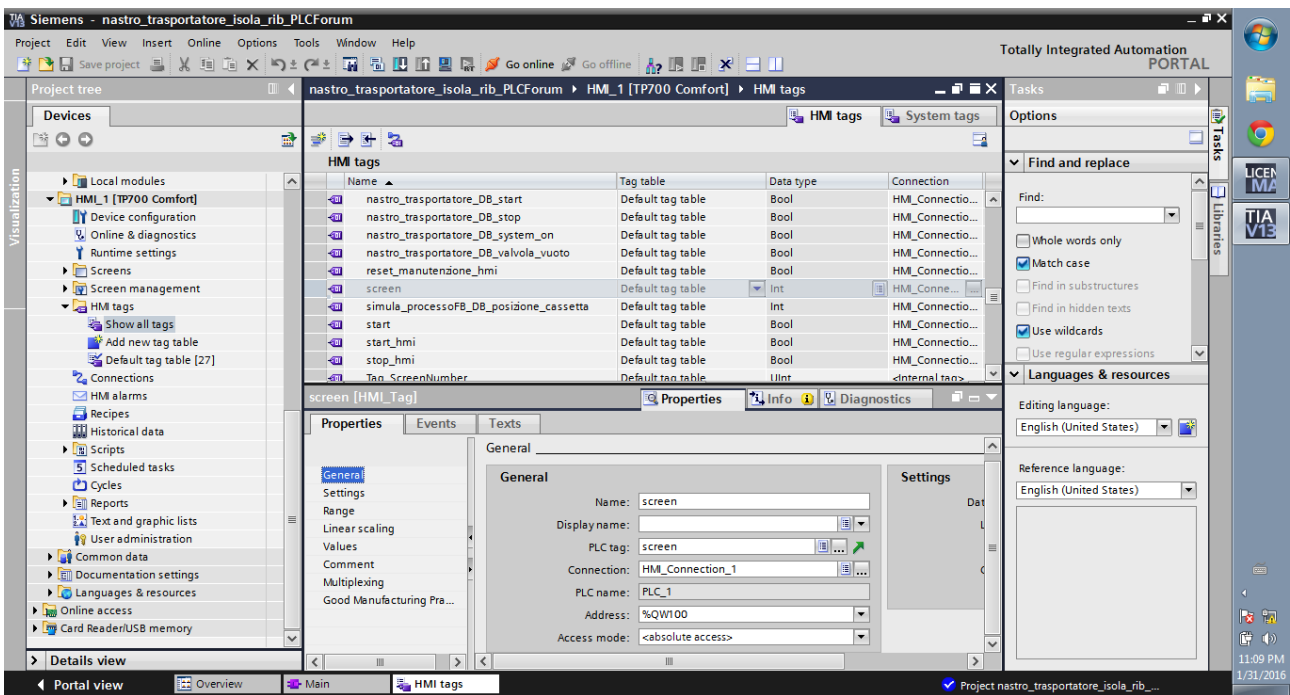 Siemens - nastro_trasportatore_isola_rib_PLCForum
Project Edit View Insert Online Options Tools Window Help
Save project Go online Go offline
Totally Integrated Automation
PORTAL
Project tree
Devices
Visualization
Local modules
HMI_1 [TP700 Comfort]
Device configuration
Online & diagnostics
Runtime settings
Screens
Screen management
HMI tags
Show all tags
Add new tag table
Default tag table [27]
Connections
HMI alarms
Recipes
Historical data
Scripts
Scheduled tasks
Cycles
Reports
Text and graphic lists
User administration
Common data
Documentation settings
Languages & resources
Online access
Card Reader/USB memory
Details view
nastro_trasportatore_isola_rib_PLCForum HMI_1 [TP700 Comfort] HMI tags
HMI tags System tags
HMI tags
Name Tag table Data type Connection
nastro_trasportatore_DB_start Default tag table Bool HMI_Connectio...
nastro_trasportatore_DB_stop Default tag table Bool HMI_Connectio...
nastro_trasportatore_DB_system_on Default tag table Bool HMI_Connectio...
nastro_trasportatore_DB_valvola_vuoto Default tag table Bool HMI_Connectio...
reset_manutenzione_hmi Default tag table Bool HMI_Connectio...
screen Default tag table Int HMI_Conne... ...
simula_processoFB_DB_posizione_cassetta Default tag table Int HMI_Connectio...
start Default tag table Bool HMI_Connectio...
start_hmi Default tag table Bool HMI_Connectio...
stop_hmi Default tag table Bool HMI_Connectio...
Tag_ScreenNumber Default tag table UInt <Internal tag>
screen [HMI_Tag]
Properties Info Diagnostics
Properties Events Texts
General
Settings
Range
Linear scaling
Values
Comment
Multiplexing
Good Manufacturing Pra...
General
General
Name: screen
Display name:
PLC tag: screen ...
Connection: HMI_Connection_1 ...
PLC name: PLC_1
Address: %QW100
Access mode: <absolute access>
Settings
Dat
Tasks
Options
Find and replace
Find:
Whole words only
Match case
Find in substructures
Find in hidden texts
Use wildcards
Use regular expressions
Languages & resources
Editing language:
English (United States)
Reference language:
English (United States)
Tasks
Libraries
LICEN
MA
TIA
V13
11:09 PM
1/31/2016
Portal view Overview Main HMI tags
Project nastro_trasportatore_isola_rib_...